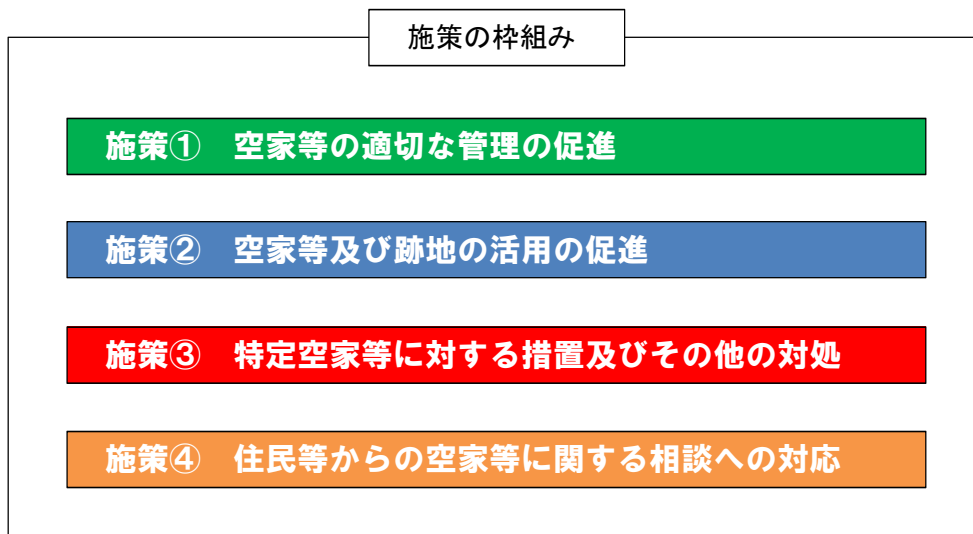 施策の枠組み
施策① 空家等の適切な管理の促進
施策② 空家等及び跡地の活用の促進
施策③ 特定空家等に対する措置及びその他の対処
施策④ 住民等からの空家等に関する相談への対応